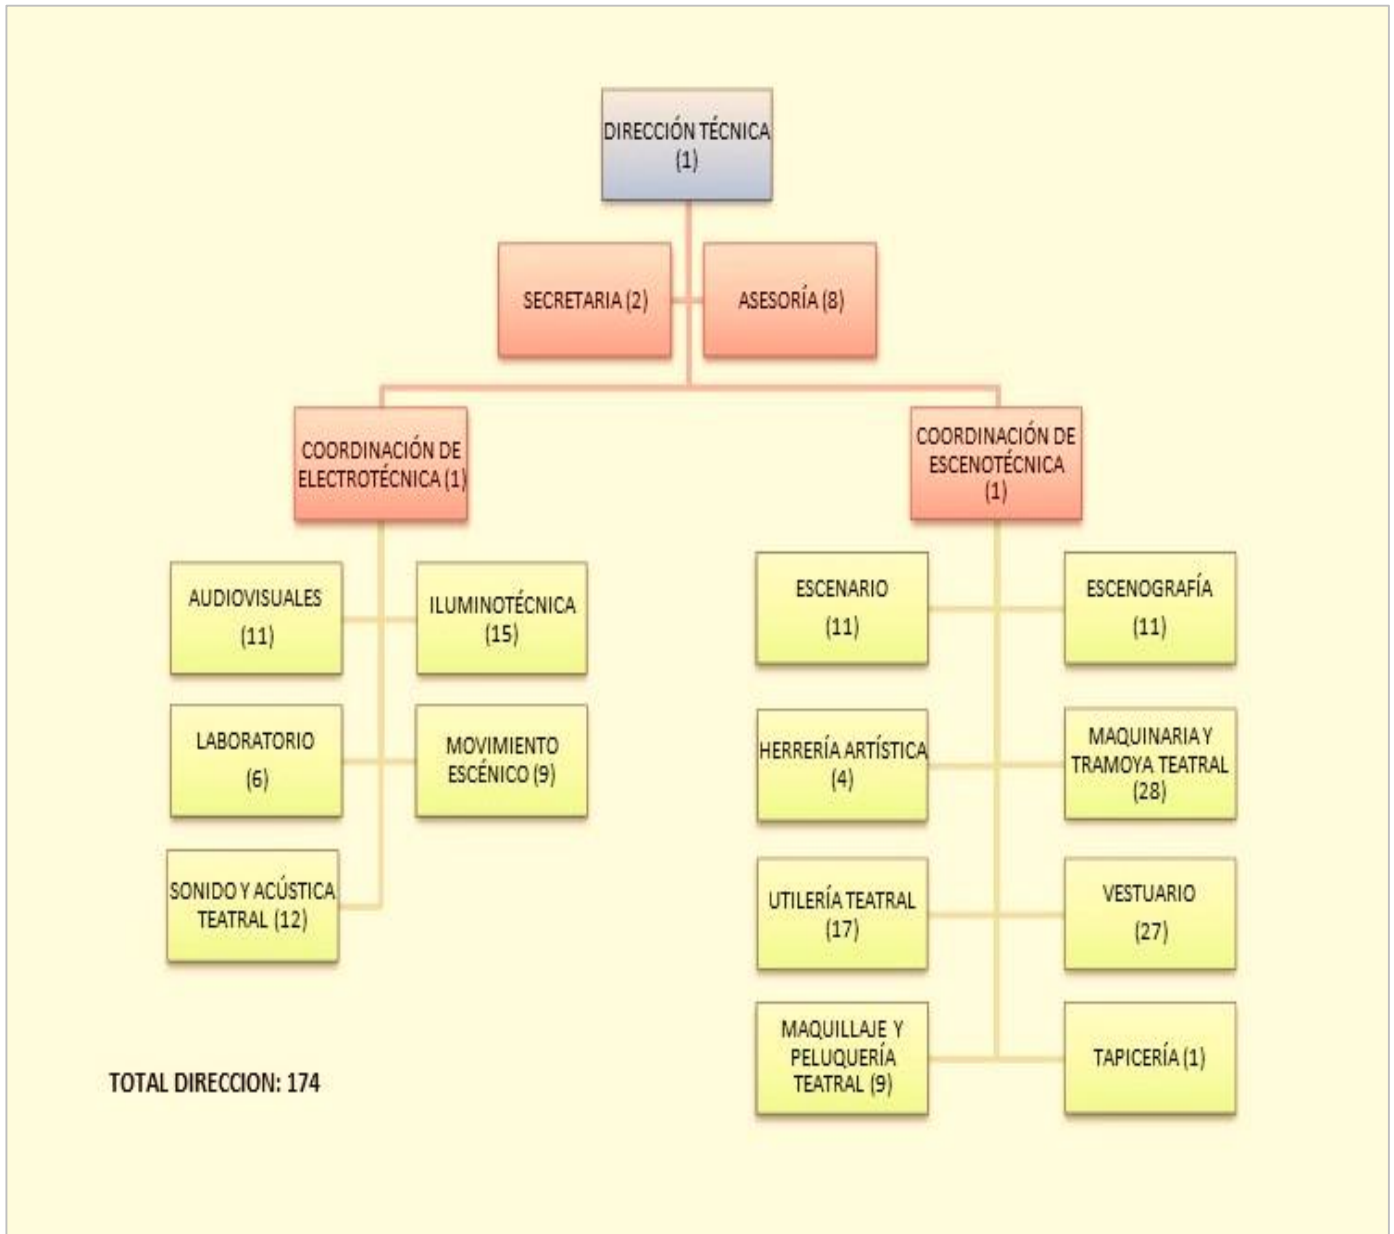 DIRECCIÓN TÉCNICA
(1)
SECRETARIA (2)
ASESORÍA (8)
COORDINACIÓN DE
ELECTROTÉCNICA (1)
COORDINACIÓN DE
ESCENOTÉCNICA
(1)
AUDIOVISUALES
(11)
ILUMINOTÉCNICA
(15)
LABORATORIO
(6)
MOVIMIENTO
ESCÉNICO (9)
SONIDO Y ACÚSTICA
TEATRAL (12)
ESCENARIO
(11)
ESCENOGRAFÍA
(11)
HERRERÍA ARTÍSTICA
(4)
MAQUINARIA Y
TRAMOYA TEATRAL
(28)
UTILERÍA TEATRAL
(17)
VESTUARIO
(27)
MAQUILLAJE Y
PELUQUERÍA
TEATRAL (9)
TAPICERÍA (1)
TOTAL DIRECCION: 174